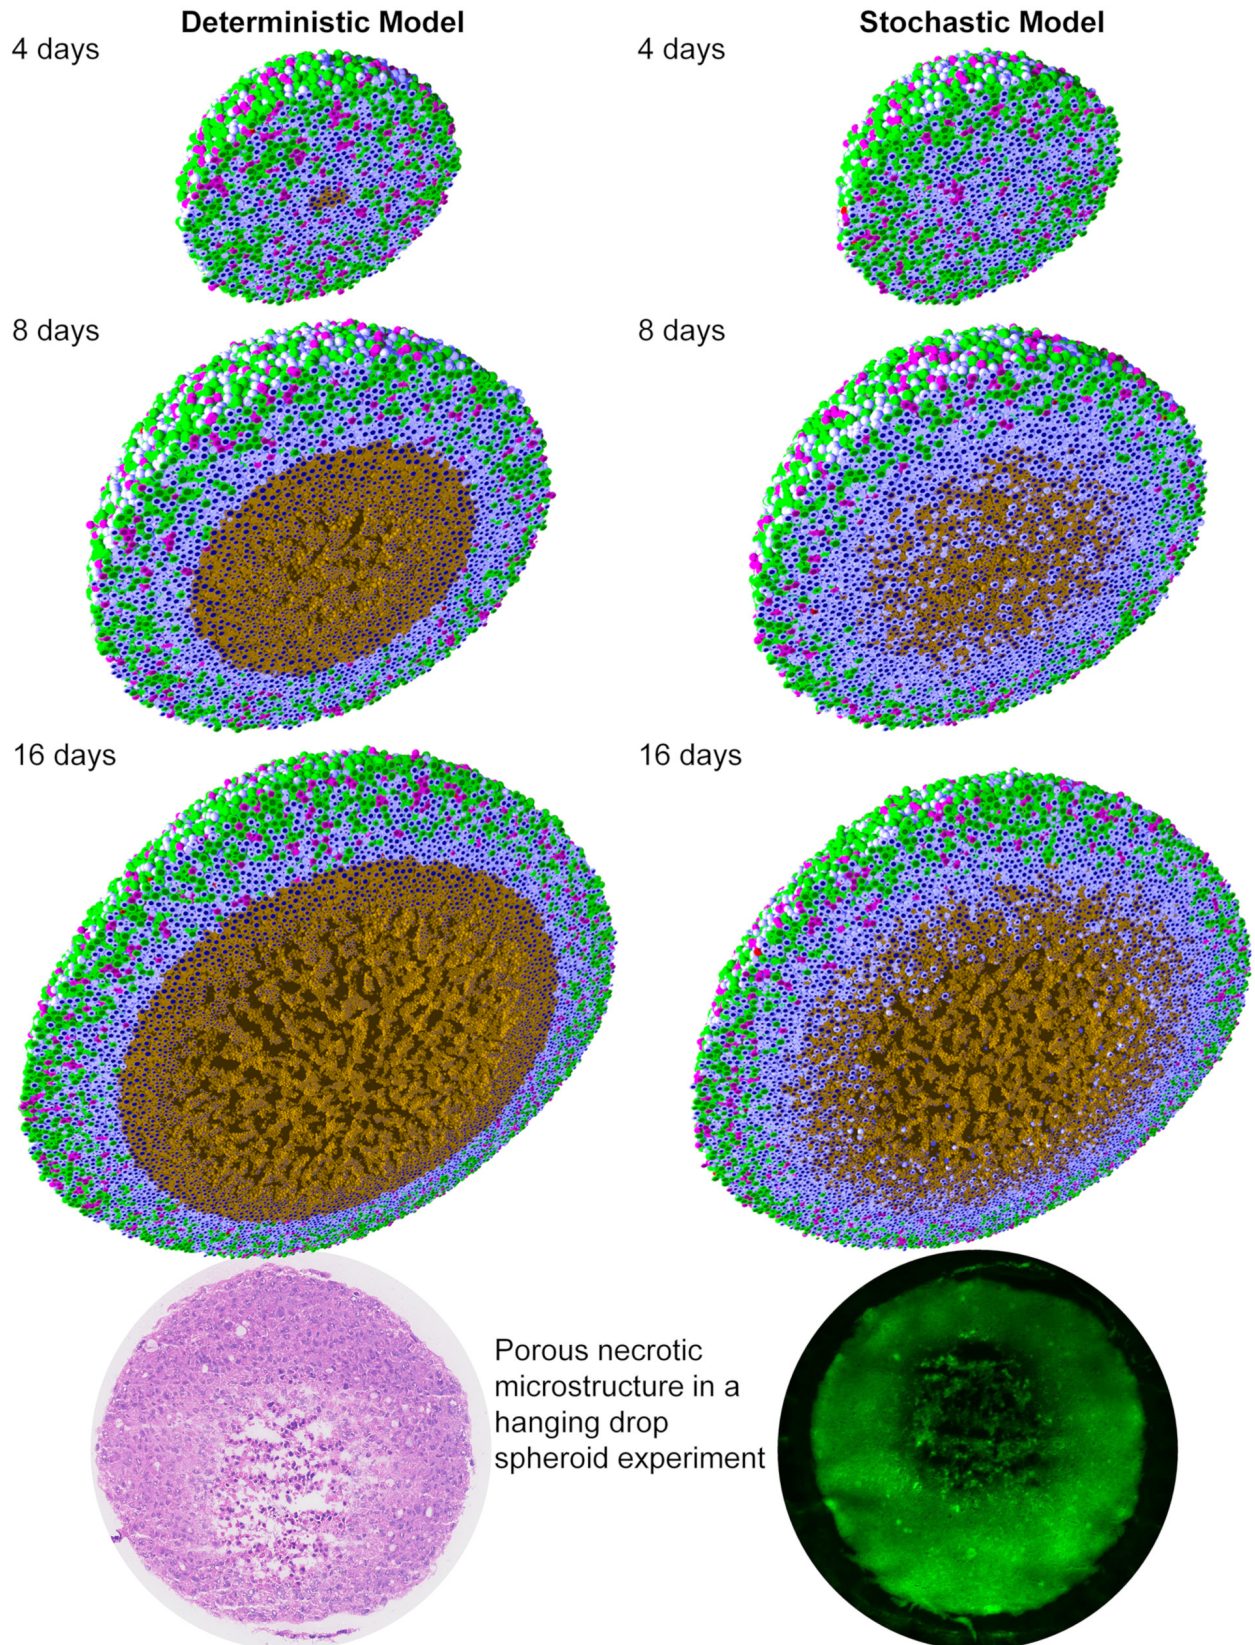 Deterministic Model
Stochastic Model
4 days
4 days
8 days
8 days
16 days
16 days
Porous necrotic
microstructure in a
hanging drop
spheroid experiment